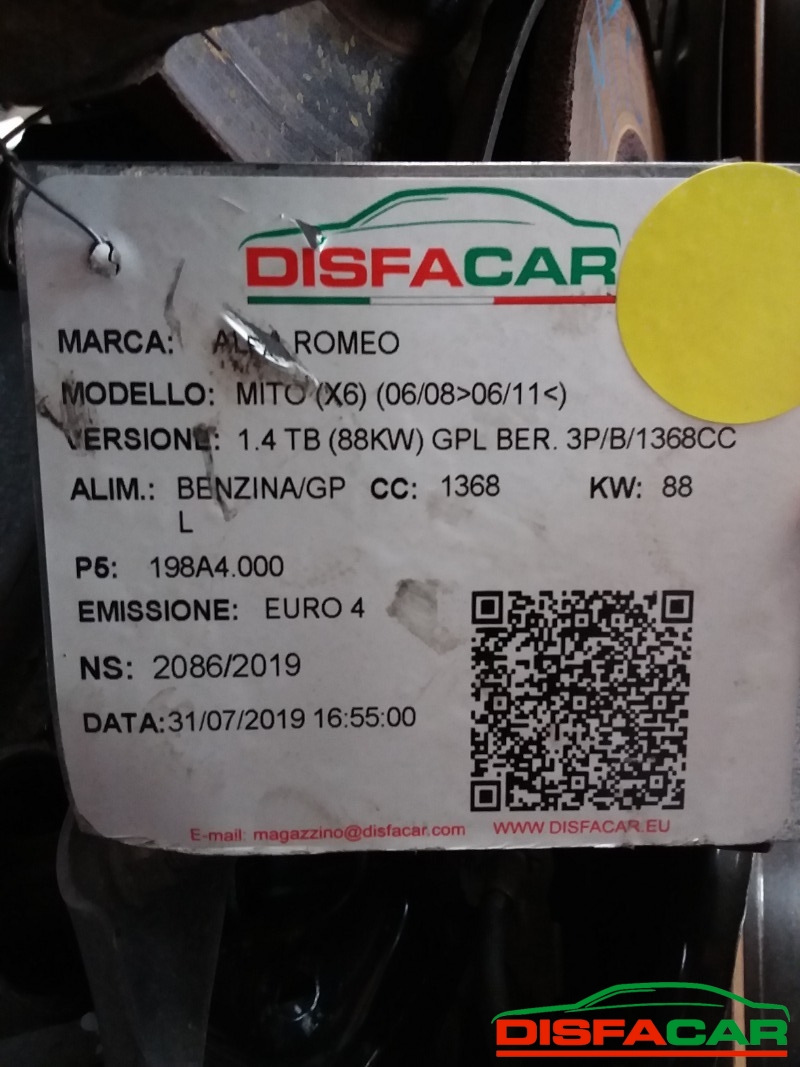 DISFACAR
MARCA: ALFA ROMEO
MODELLO: MITO (X6) (06/08>06/11<)
VERSIONE: 1.4 TB (88KW) GPL BER. 3P/B/1368CC
ALIM.: BENZINA/GP CC: 1368 KW: 88
L
P5: 198A4.000
EMISSIONE: EURO 4
NS: 2086/2019
DATA: 31/07/2019 16:55:00
E-mail: magazzino@disfacar.com WWW.DISFACAR.EU
DISFACAR